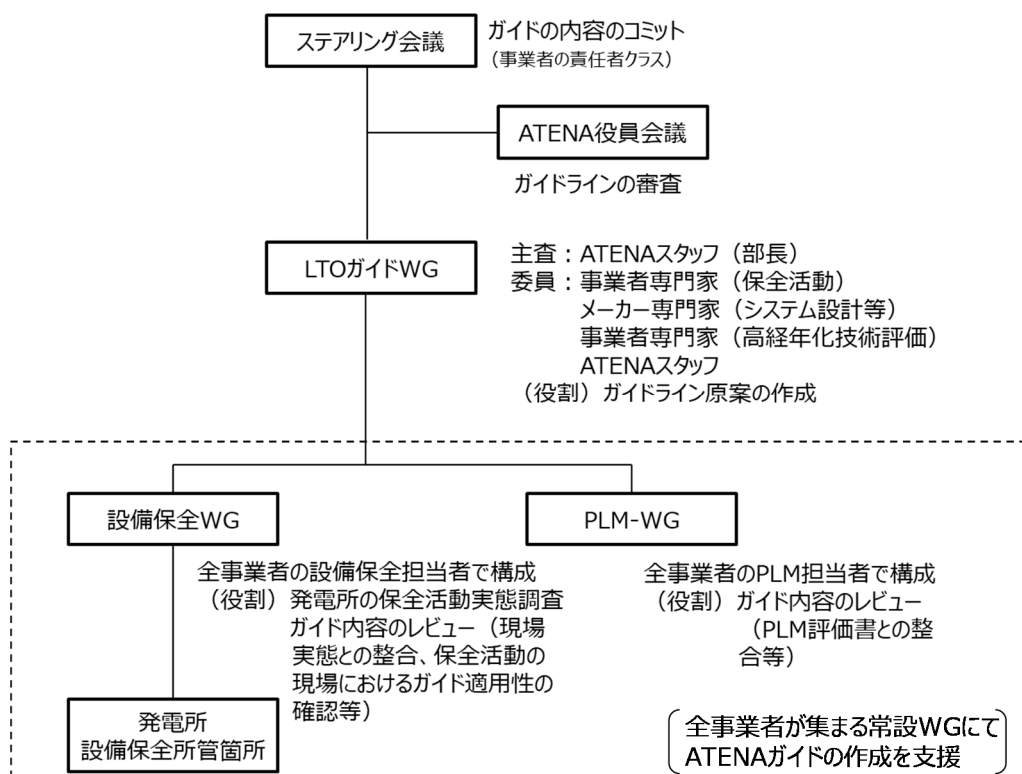 ステアリング会議
ガイドの内容のコミット
（事業者の責任者クラス）
ATENA役員会議
ガイドラインの審査
LTOガイドWG
主査：ATENAスタッフ（部長）
委員：事業者専門家（保全活動）
メーカー専門家（システム設計等）
事業者専門家（高経年化技術評価）
ATENAスタッフ
（役割）ガイドライン原案の作成
設備保全WG
全事業者の設備保全担当者で構成
（役割）発電所の保全活動実態調査
ガイド内容のレビュー（現場
実態との整合、保全活動の
現場におけるガイド適用性の
確認等）
PLM-WG
全事業者のPLM担当者で構成
（役割）ガイド内容のレビュー
（PLM評価書との整
合等）
発電所
設備保全所管箇所
全事業者が集まる常設WGにて
ATENAガイドの作成を支援